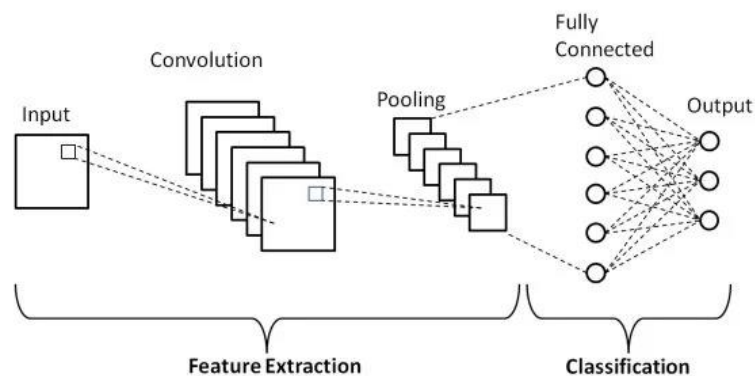 Input
Convolution
Pooling
Fully
Connected
Output
Feature Extraction
Classification